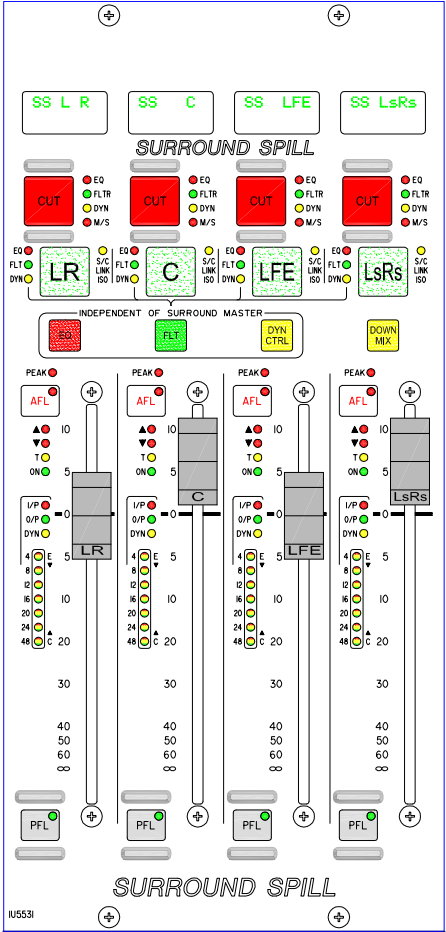 SS L R SS C SS LFE SS LsRs
SURROUND SPILL
CUT EQ FLTR DYN M/S CUT EQ FLTR DYN M/S CUT EQ FLTR DYN M/S CUT EQ FLTR DYN M/S
EQ FLT DYN LR S/C LINK ISO EQ FLT DYN C S/C LINK ISO EQ FLT DYN LFE S/C LINK ISO EQ FLT DYN LsRs S/C LINK ISO
INDEPENDENT OF SURROUND MASTER
EQ FLT DYN CTRL DOWN MIX
PEAK PEAK PEAK PEAK
AFL AFL AFL AFL
10 10 10 10
T T T T
ON 5 ON 5 ON 5 ON 5
C LsRs
I/P I/P I/P I/P
O/P 0 O/P 0 O/P 0 O/P 0
DYN DYN DYN DYN
LR LFE
4 E 5 4 E 5 4 E 5 4 E 5
8 8 8 8
12 12 12 12
16 10 16 10 16 10 16 10
20 20 20 20
24 24 24 24
48 C 20 48 C 20 48 C 20 48 C 20
30 30 30 30
40 40 40 40
50 50 50 50
60 60 60 60
∞ ∞ ∞ ∞
PFL PFL PFL PFL
SURROUND SPILL
1U5531